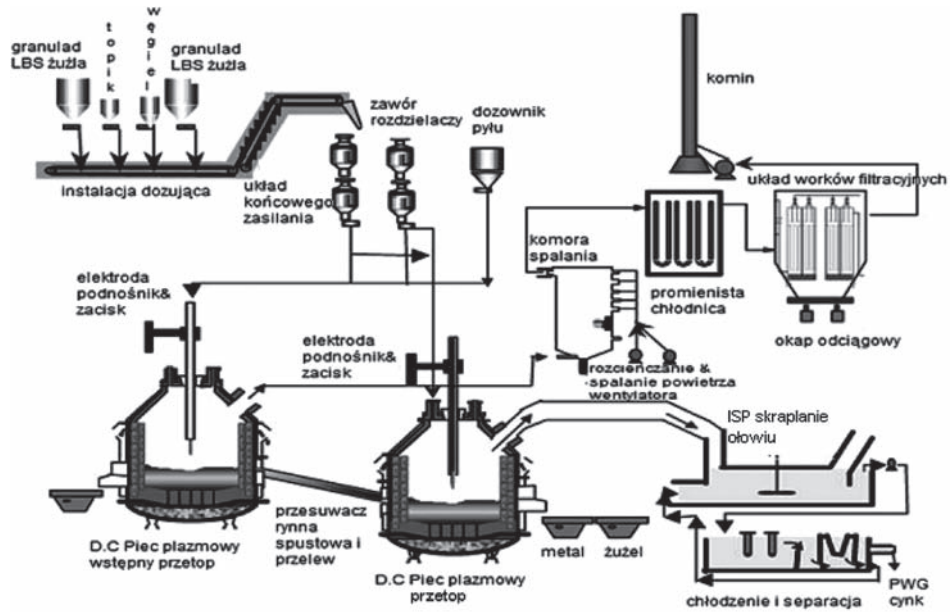 granulad
LBS żużla
topik
węgiel
granulad
LBS żużla
zawór
rozdzielaczy
dozownik
pyłu
komin
instalacja dozująca
układ
końcowego
zasilania
układ worków filtracyjnych
komora
spalania
elektroda
podnośnik&
zacisk
promienista
chłodnica
okap odciągowy
elektroda
podnośnik&
zacisk
rozcieńczanie &
spalanie powietrza
wentylatora
ISP skraplanie
ołowiu
przesuwacz
rynna
spustowa i
przelew
metal
żużel
D.C Piec plazmowy
wstępny przetop
D.C Piec plazmowy
przetop
chłodzenie i separacja
PWG
cynk